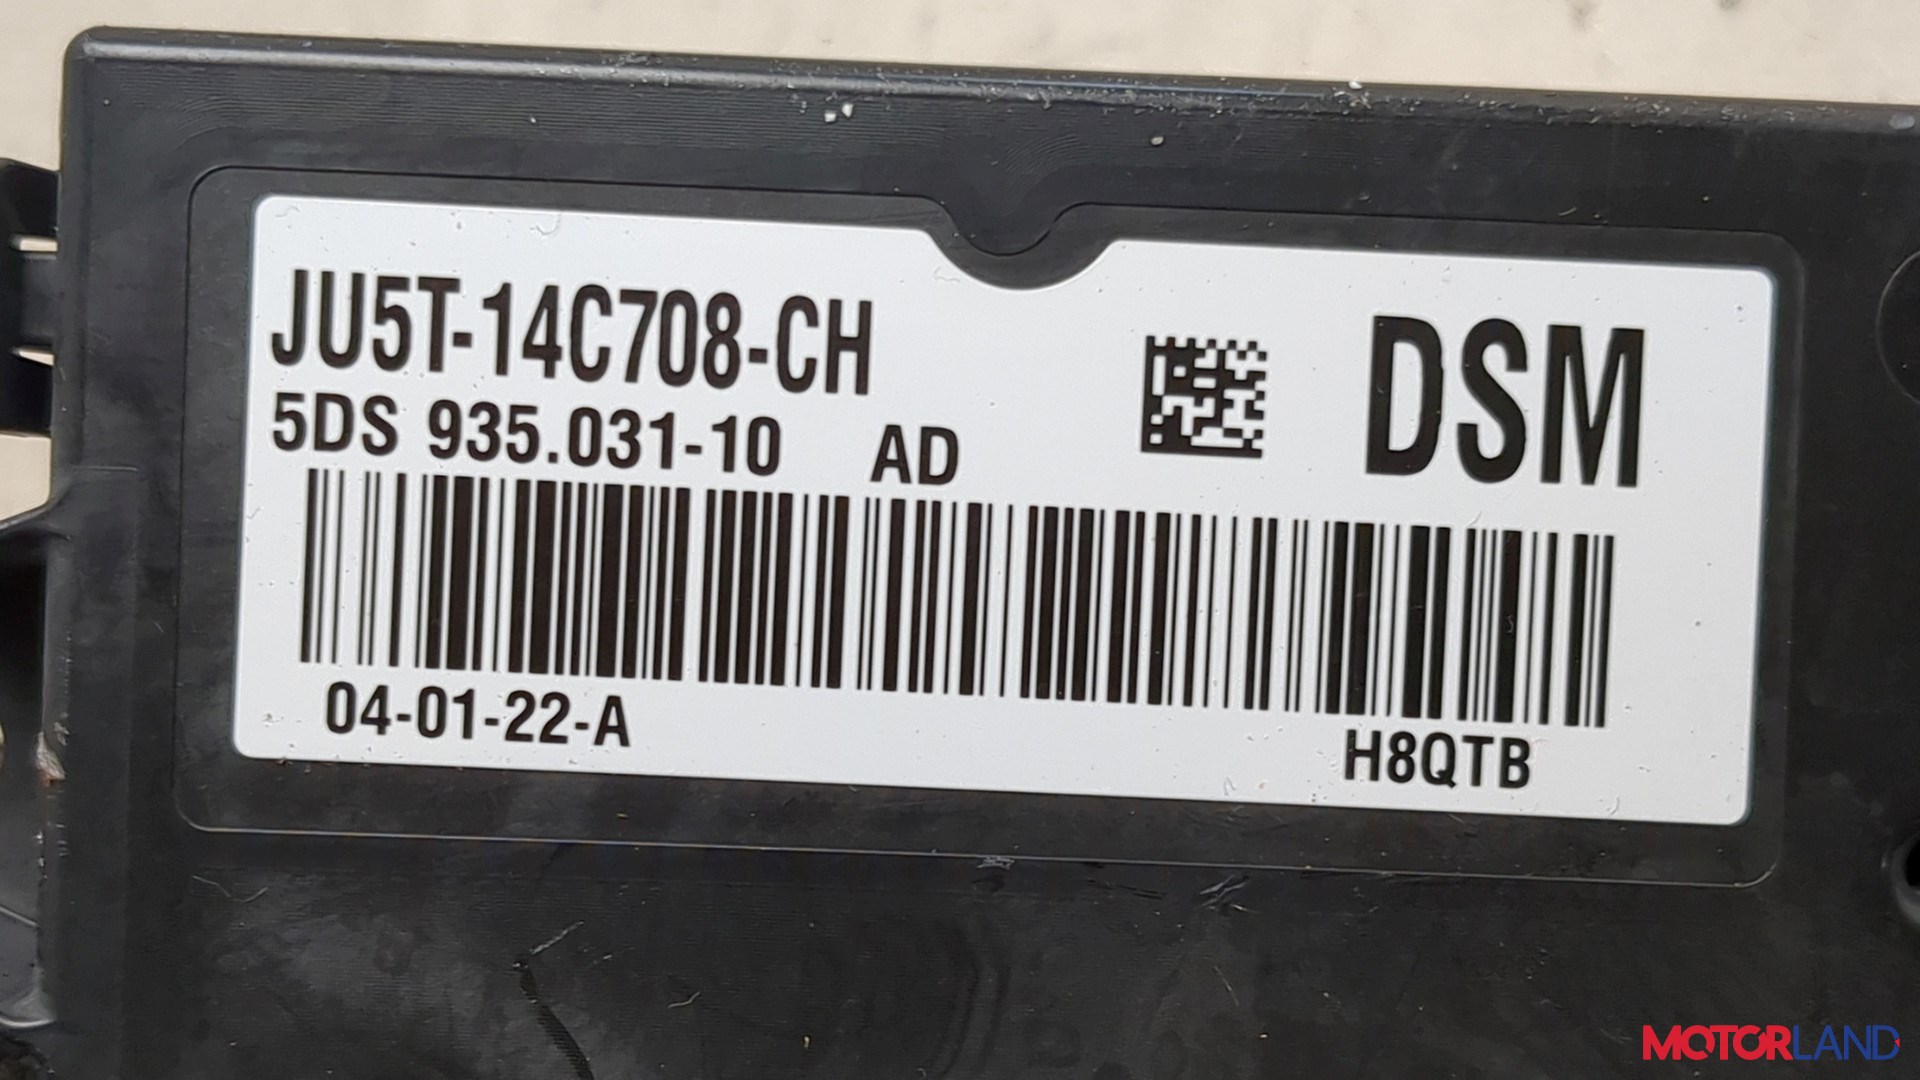 JU5T-14C708-CH
DSM
5DS 935.031-10 AD
04-01-22-A
H8QTB
MOTORLAND